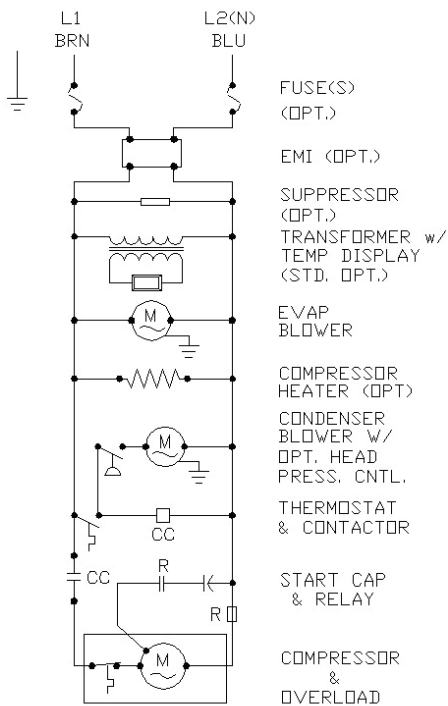 L1
BRN
L2(N)
BLU
FUSE(S)
(OPT.)
EMI (OPT.)
SUPPRESSOR
(OPT.)
TRANSFORMER w/
TEMP DISPLAY
(STD. OPT.)
M
EVAP
BLOWER
COMPRESSOR
HEATER (OPT)
M
CONDENSER
BLOWER W/
OPT. HEAD
PRESS. CNTL.
CC
THERMOSTAT
& CONTACTOR
CC
R
R
START CAP
& RELAY
M
COMPRESSOR
&
OVERLOAD